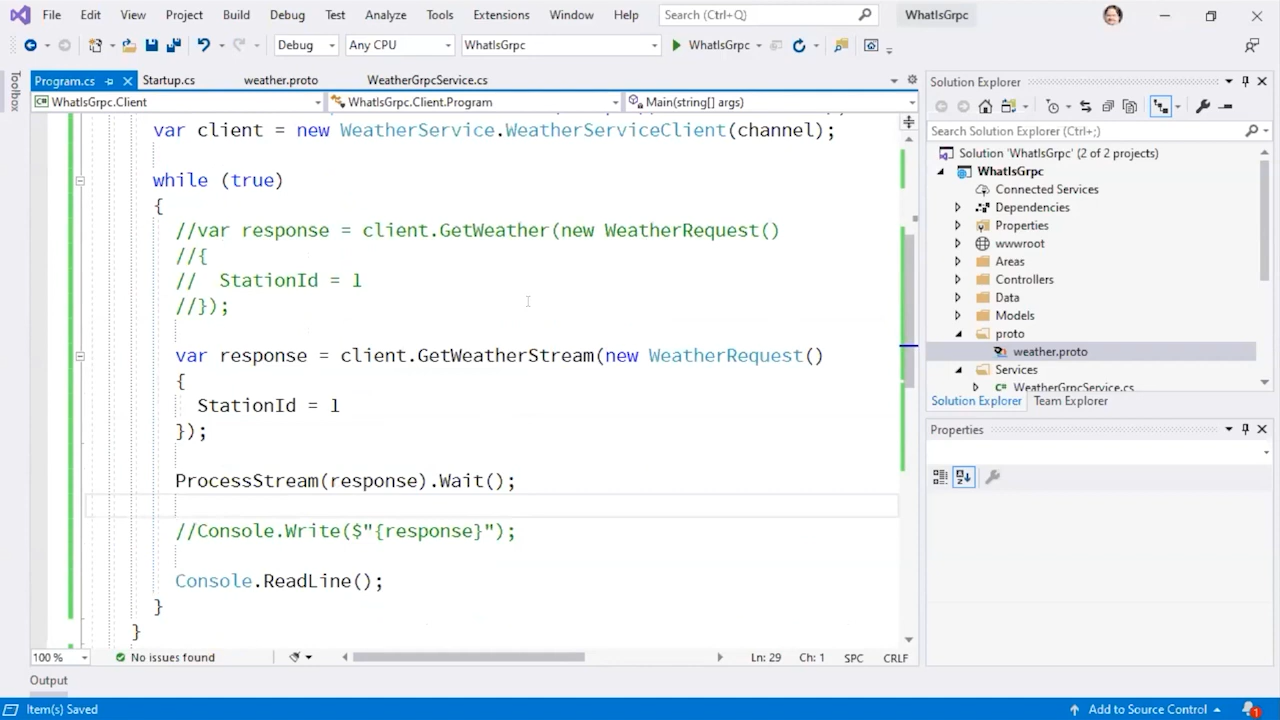 File Edit View Project Build Debug Test Analyze Tools Extensions Window Help Search (Ctrl+Q) WhatIsGrpc
Debug Any CPU WhatIsGrpc WhatIsGrpc
Toolbox
Program.cs Startup.cs weather.proto WeatherGrpcService.cs
WhatIsGrpc.Client WhatIsGrpc.Client.Program Main(string[] args)
var client = new WeatherService.WeatherServiceClient(channel);
while (true)
{
//var response = client.GetWeather(new WeatherRequest()
//{
//  StationId = 1
//});
var response = client.GetWeatherStream(new WeatherRequest()
{
StationId = 1
});
ProcessStream(response).Wait();
//Console.Write($"{response}");
Console.ReadLine();
}
}
100 % No issues found Ln: 29 Ch: 1 SPC CRLF
Output
Solution Explorer
Search Solution Explorer (Ctrl+;)
Solution 'WhatIsGrpc' (2 of 2 projects)
WhatIsGrpc
Connected Services
Dependencies
Properties
wwwroot
Areas
Controllers
Data
Models
proto
weather.proto
Services
WeatherGrpcService.cs
Solution Explorer Team Explorer
Properties
Item(s) Saved Add to Source Control 1